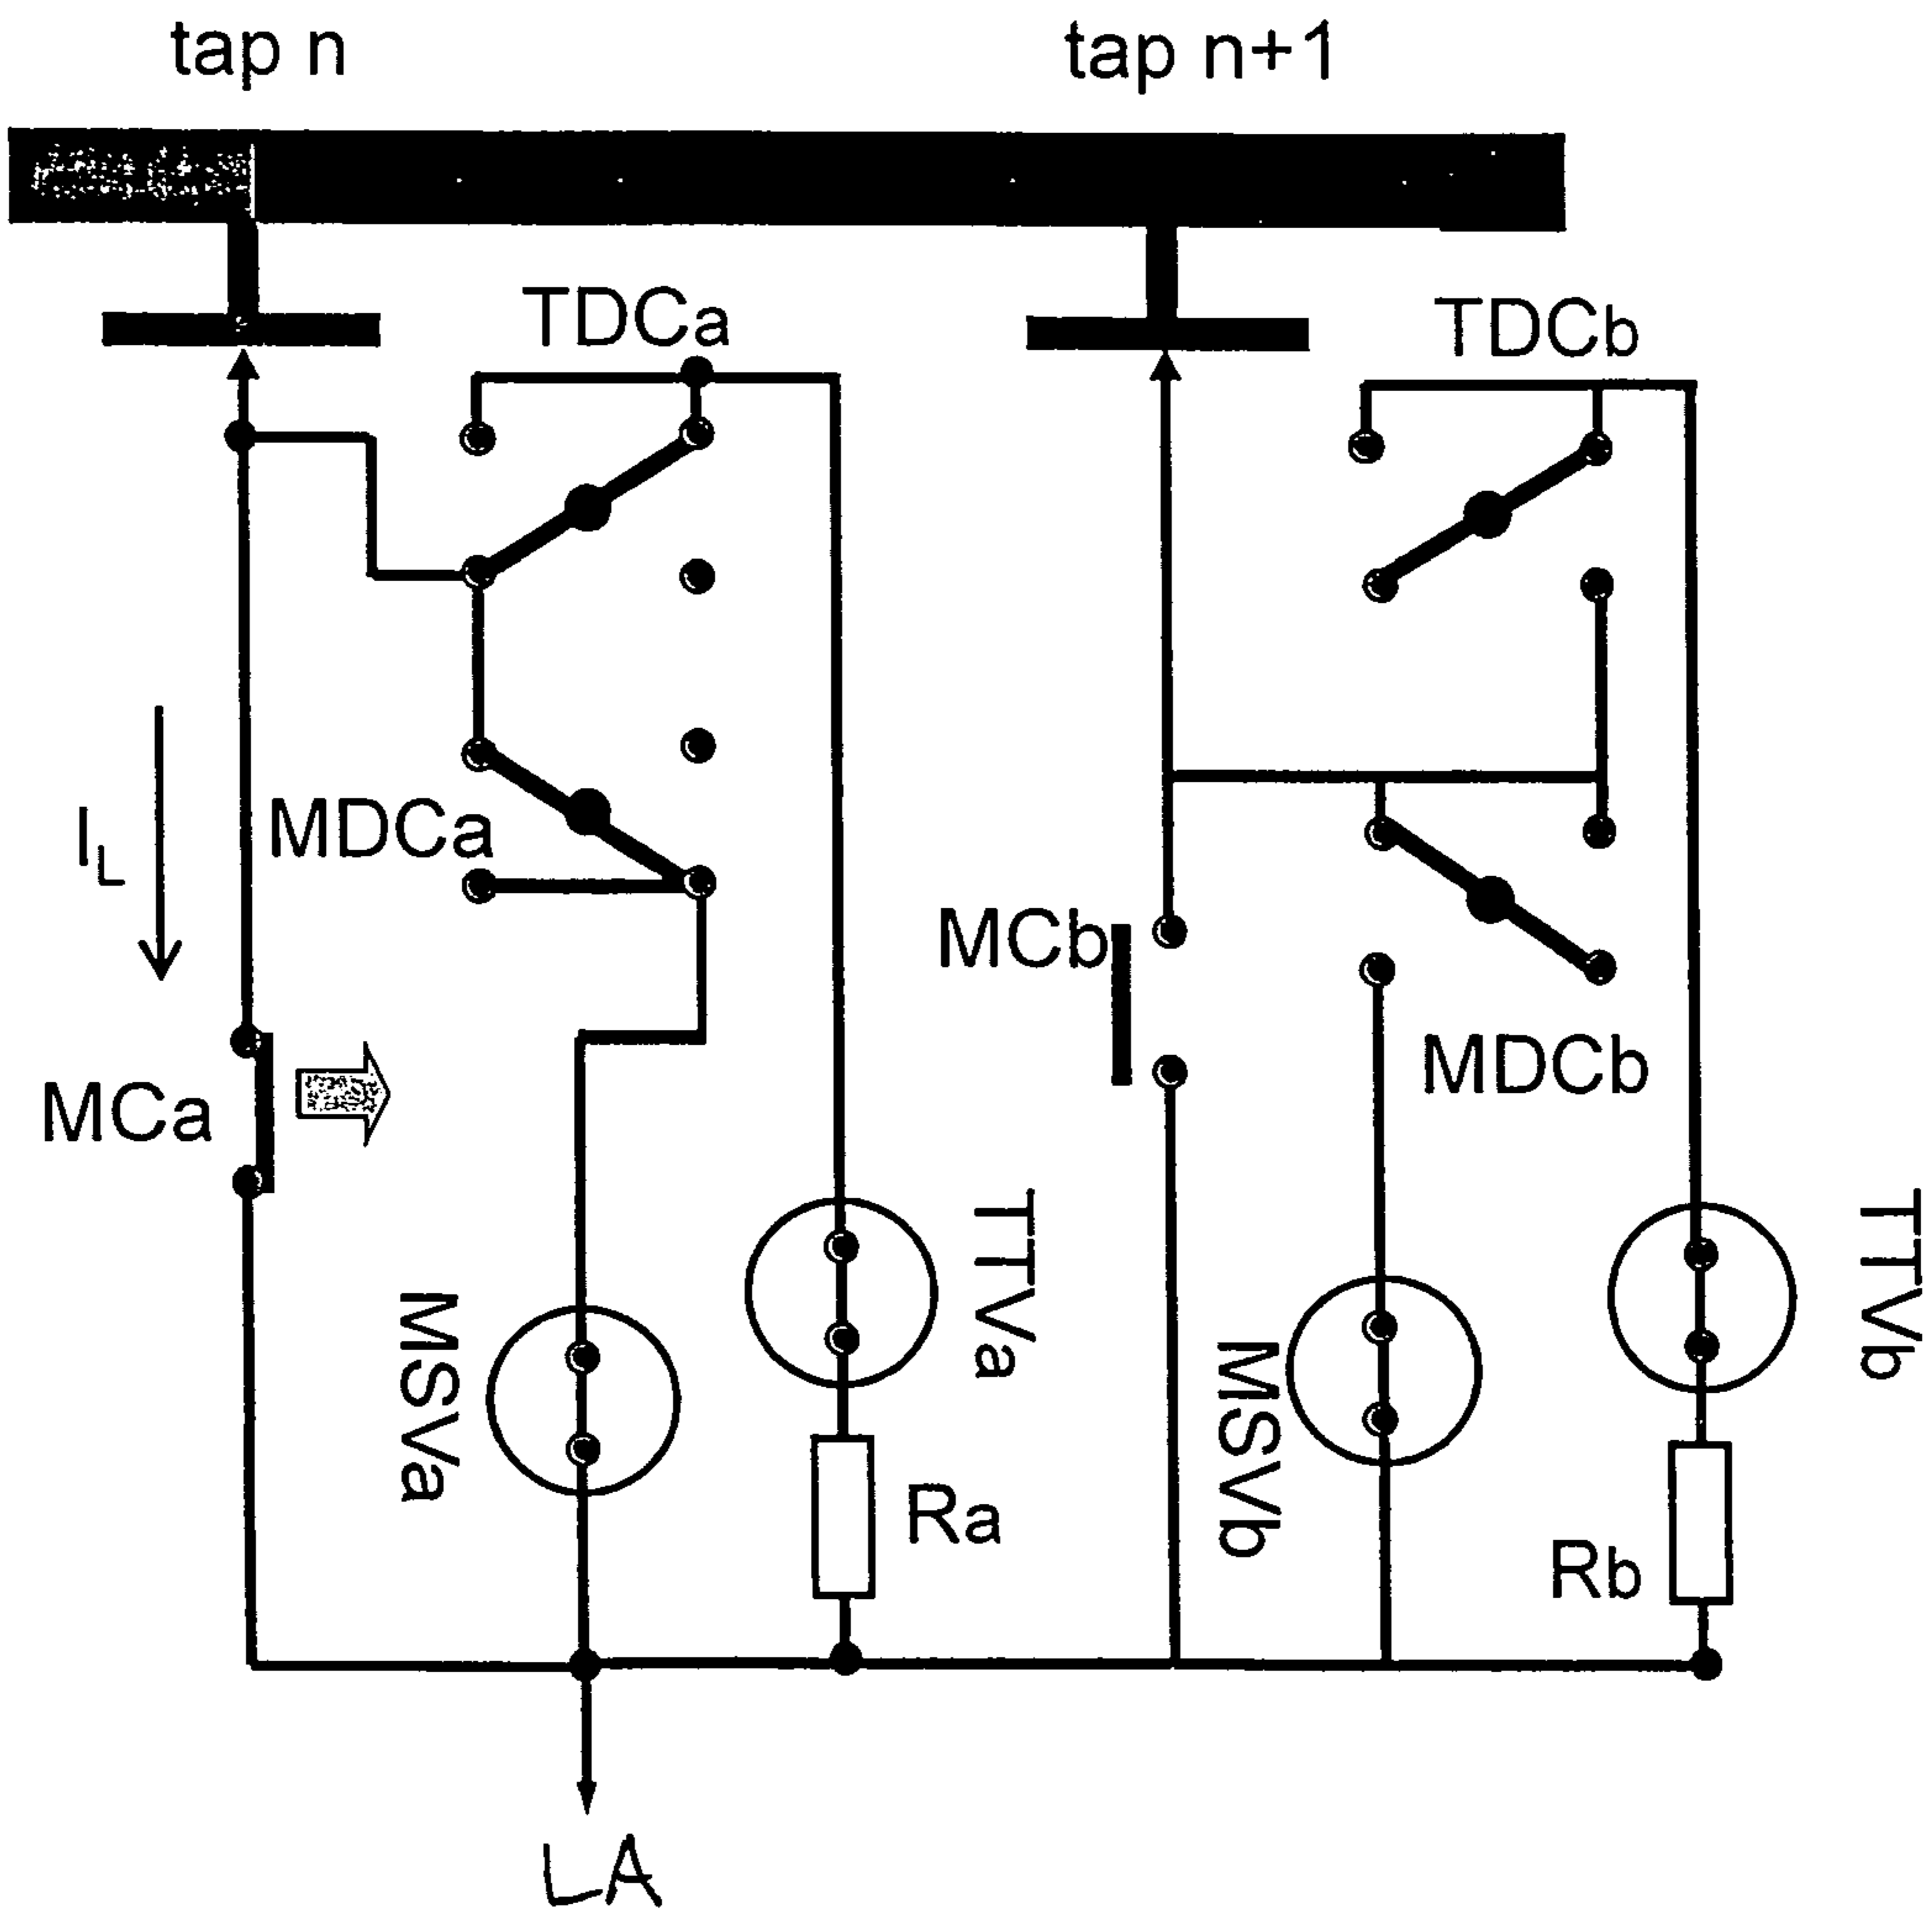 tap n
tap n+1
TDCa
TDCb
MDCa
IL
MCb
MDCb
MCa
TTVa
TTVb
MSVa
MSVb
Ra
Rb
LA